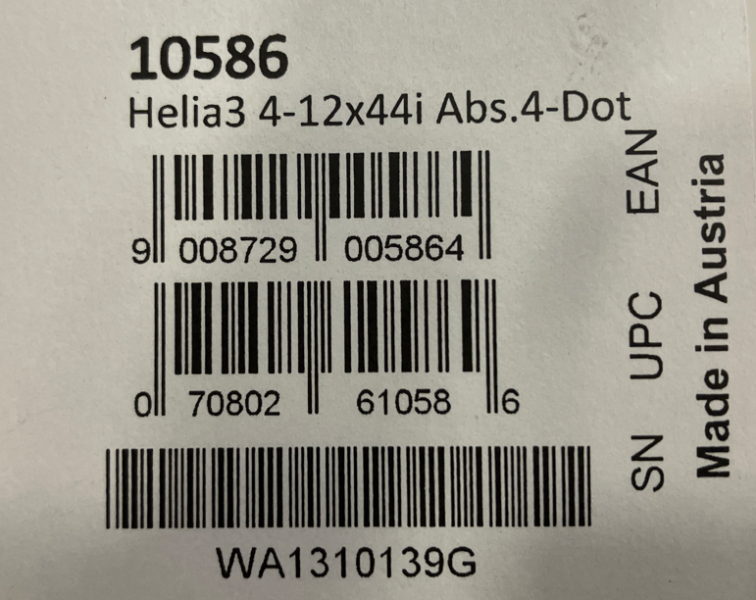 10586
Helia3 4-12x44i Abs.4-Dot
9 008729 005864
EAN
0 70802 61058 6
UPC
WA1310139G
SN
Made in Austria